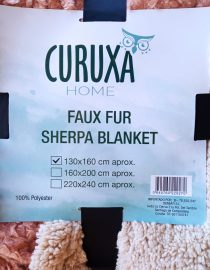 CURUXA
HOME
FAUX FUR
SHERPA BLANKET
130x160 cm aprox.
160x200 cm aprox.
220x240 cm aprox.
100% Polyester